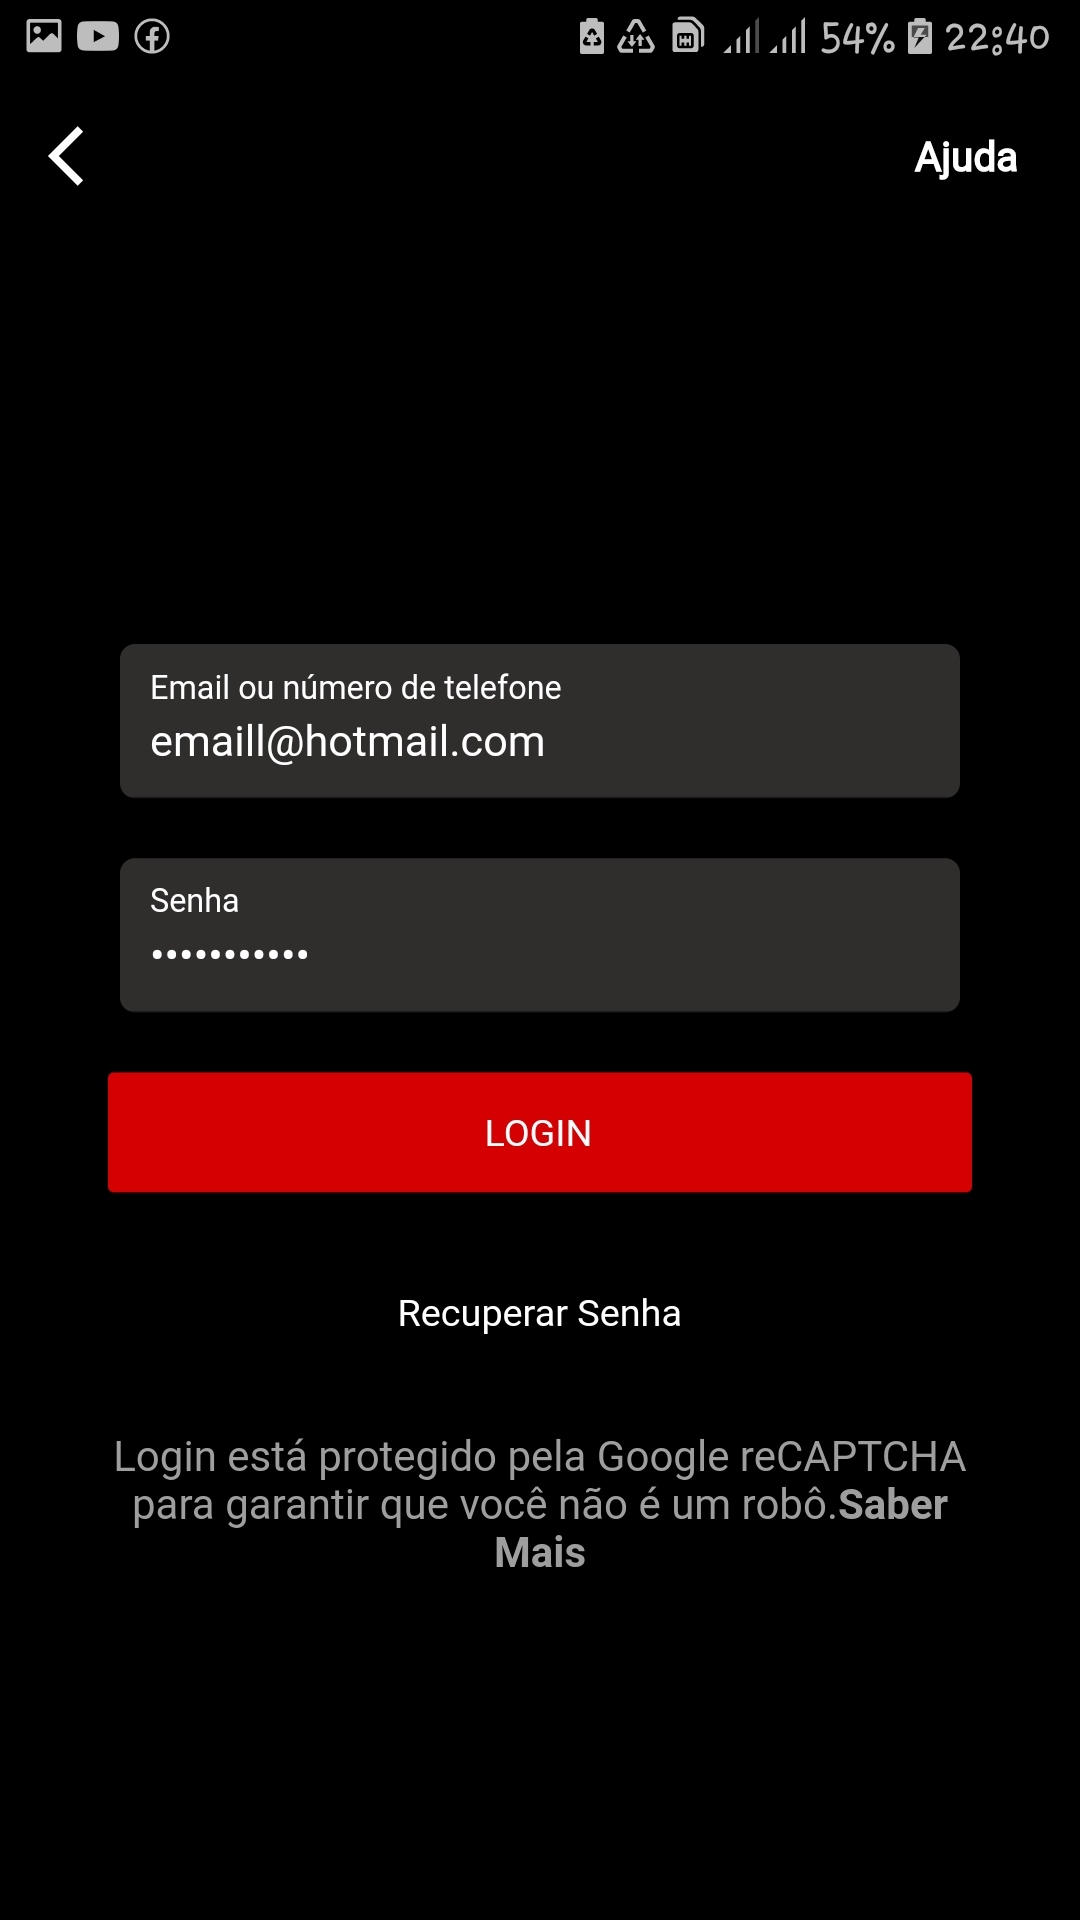 54% 22:40
Ajuda
Email ou número de telefone
emaill@hotmail.com
Senha
•••••••••••
LOGIN
Recuperar Senha
Login está protegido pela Google reCAPTCHA
para garantir que você não é um robô.Saber
Mais